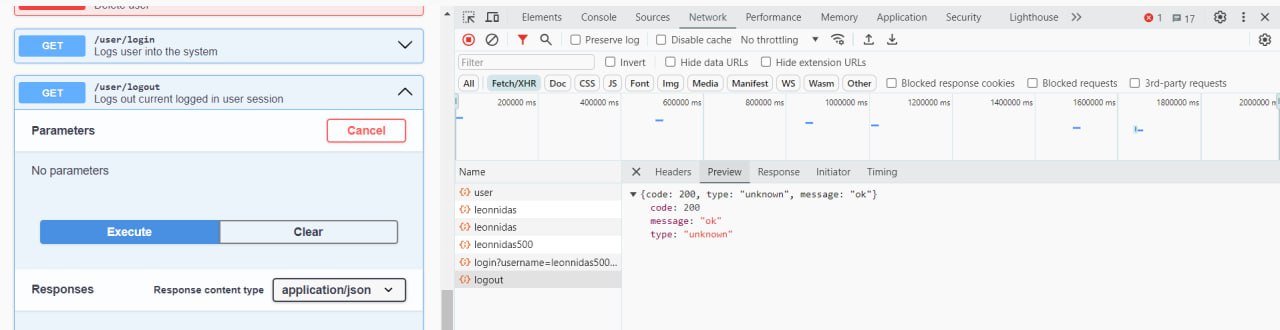 Delete user
GET /user/login
Logs user into the system
GET /user/logout
Logs out current logged in user session
Parameters Cancel
No parameters
Execute Clear
Responses Response content type application/json
Elements Console Sources Network Performance Memory Application Security Lighthouse 1 17
Preserve log Disable cache No throttling
Filter Invert Hide data URLs Hide extension URLs
All Fetch/XHR Doc CSS JS Font Img Media Manifest WS Wasm Other Blocked response cookies Blocked requests 3rd-party requests
200000 ms 400000 ms 600000 ms 800000 ms 1000000 ms 1200000 ms 1400000 ms 1600000 ms 1800000 ms 2000000 m
Name Headers Preview Response Initiator Timing
user
leonnidas
leonnidas
leonnidas500
login?username=leonnidas500...
logout
{code: 200, type: "unknown", message: "ok"}
code: 200
message: "ok"
type: "unknown"